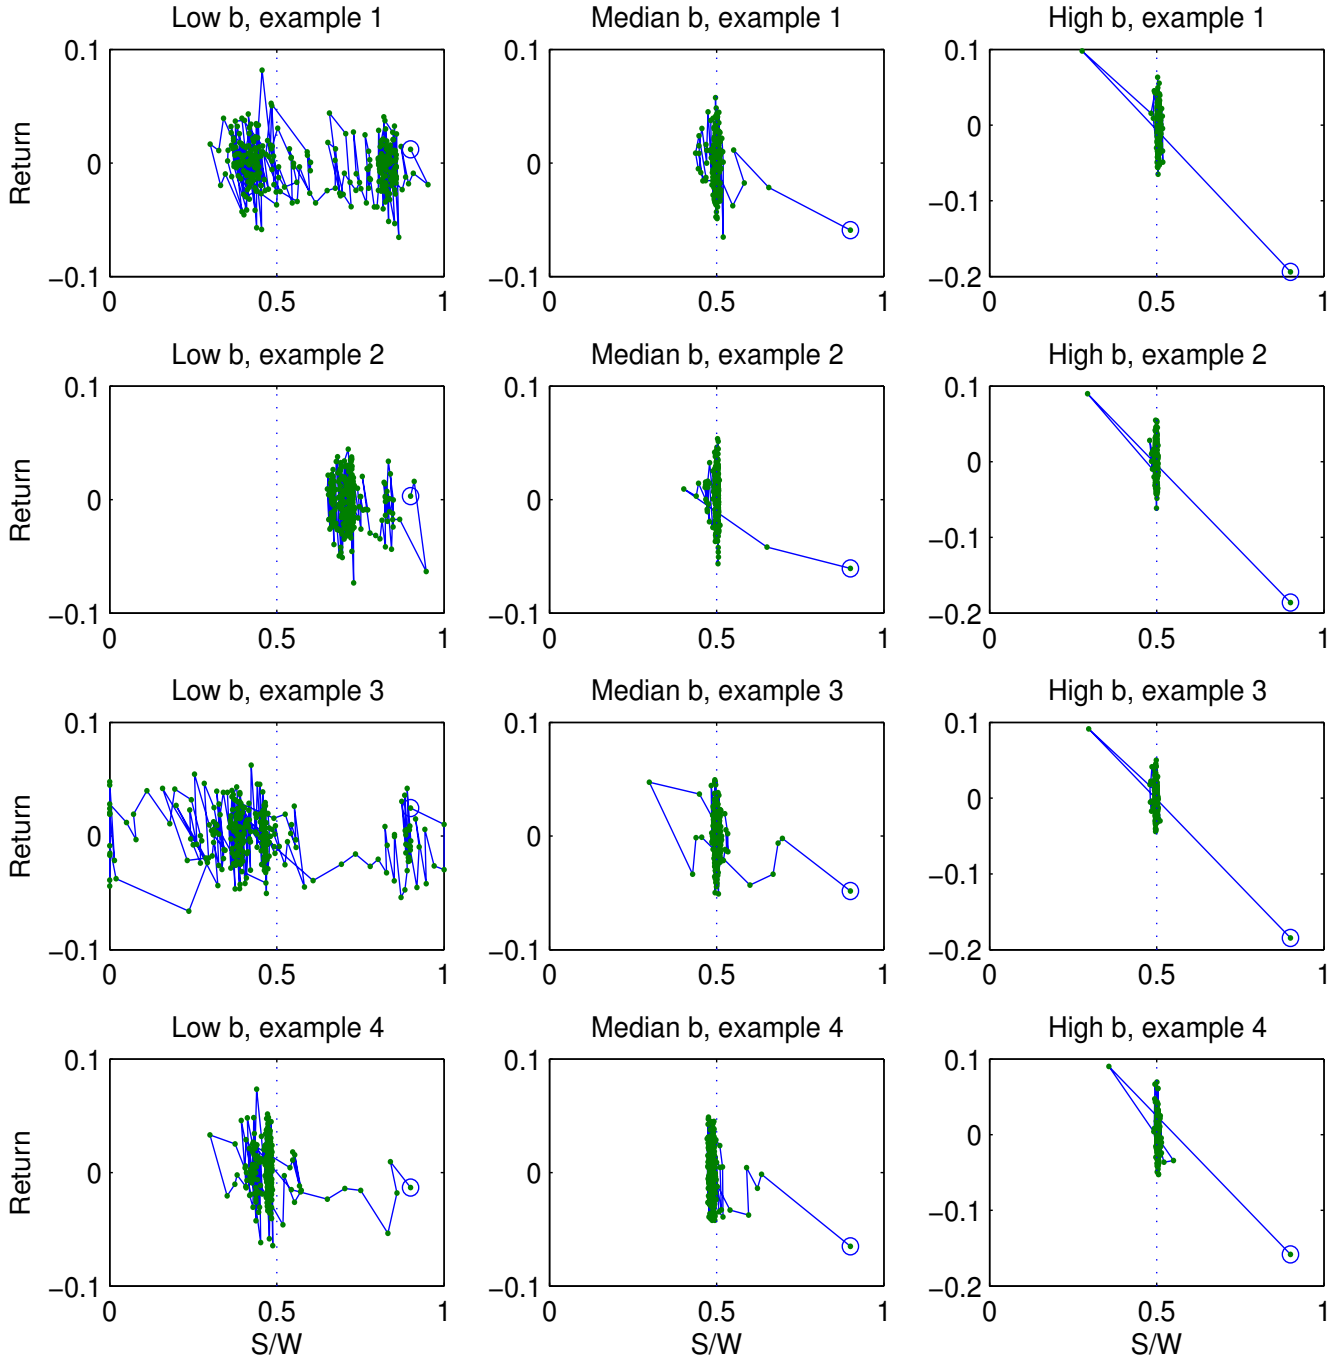 Low b, example 1 Median b, example 1 High b, example 1
0.1 0.1 0.1
0 0 0
−0.1
−0.1 −0.1 −0.2
Return
0 0.5 1 0 0.5 1 0 0.5 1
Low b, example 2 Median b, example 2 High b, example 2
0.1 0.1 0.1
0 0 0
−0.1
−0.1 −0.1 −0.2
Return
0 0.5 1 0 0.5 1 0 0.5 1
Low b, example 3 Median b, example 3 High b, example 3
0.1 0.1 0.1
0 0 0
−0.1
−0.1 −0.1 −0.2
Return
0 0.5 1 0 0.5 1 0 0.5 1
Low b, example 4 Median b, example 4 High b, example 4
0.1 0.1 0.1
0 0 0
−0.1
−0.1 −0.1 −0.2
Return
0 0.5 1 0 0.5 1 0 0.5 1
S/W S/W S/W